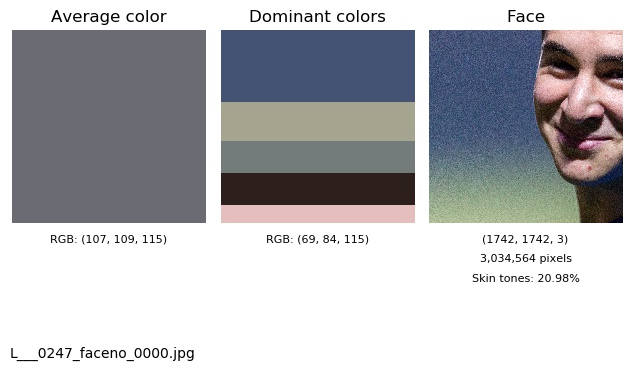 Average color
Dominant colors
Face
RGB: (107, 109, 115)
RGB: (69, 84, 115)
(1742, 1742, 3)
3,034,564 pixels
Skin tones: 20.98%
L___0247_faceno_0000.jpg